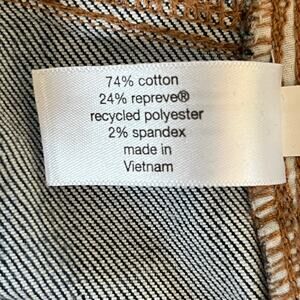 74% cotton
24% repreve®
recycled polyester
2% spandex
made in
Vietnam